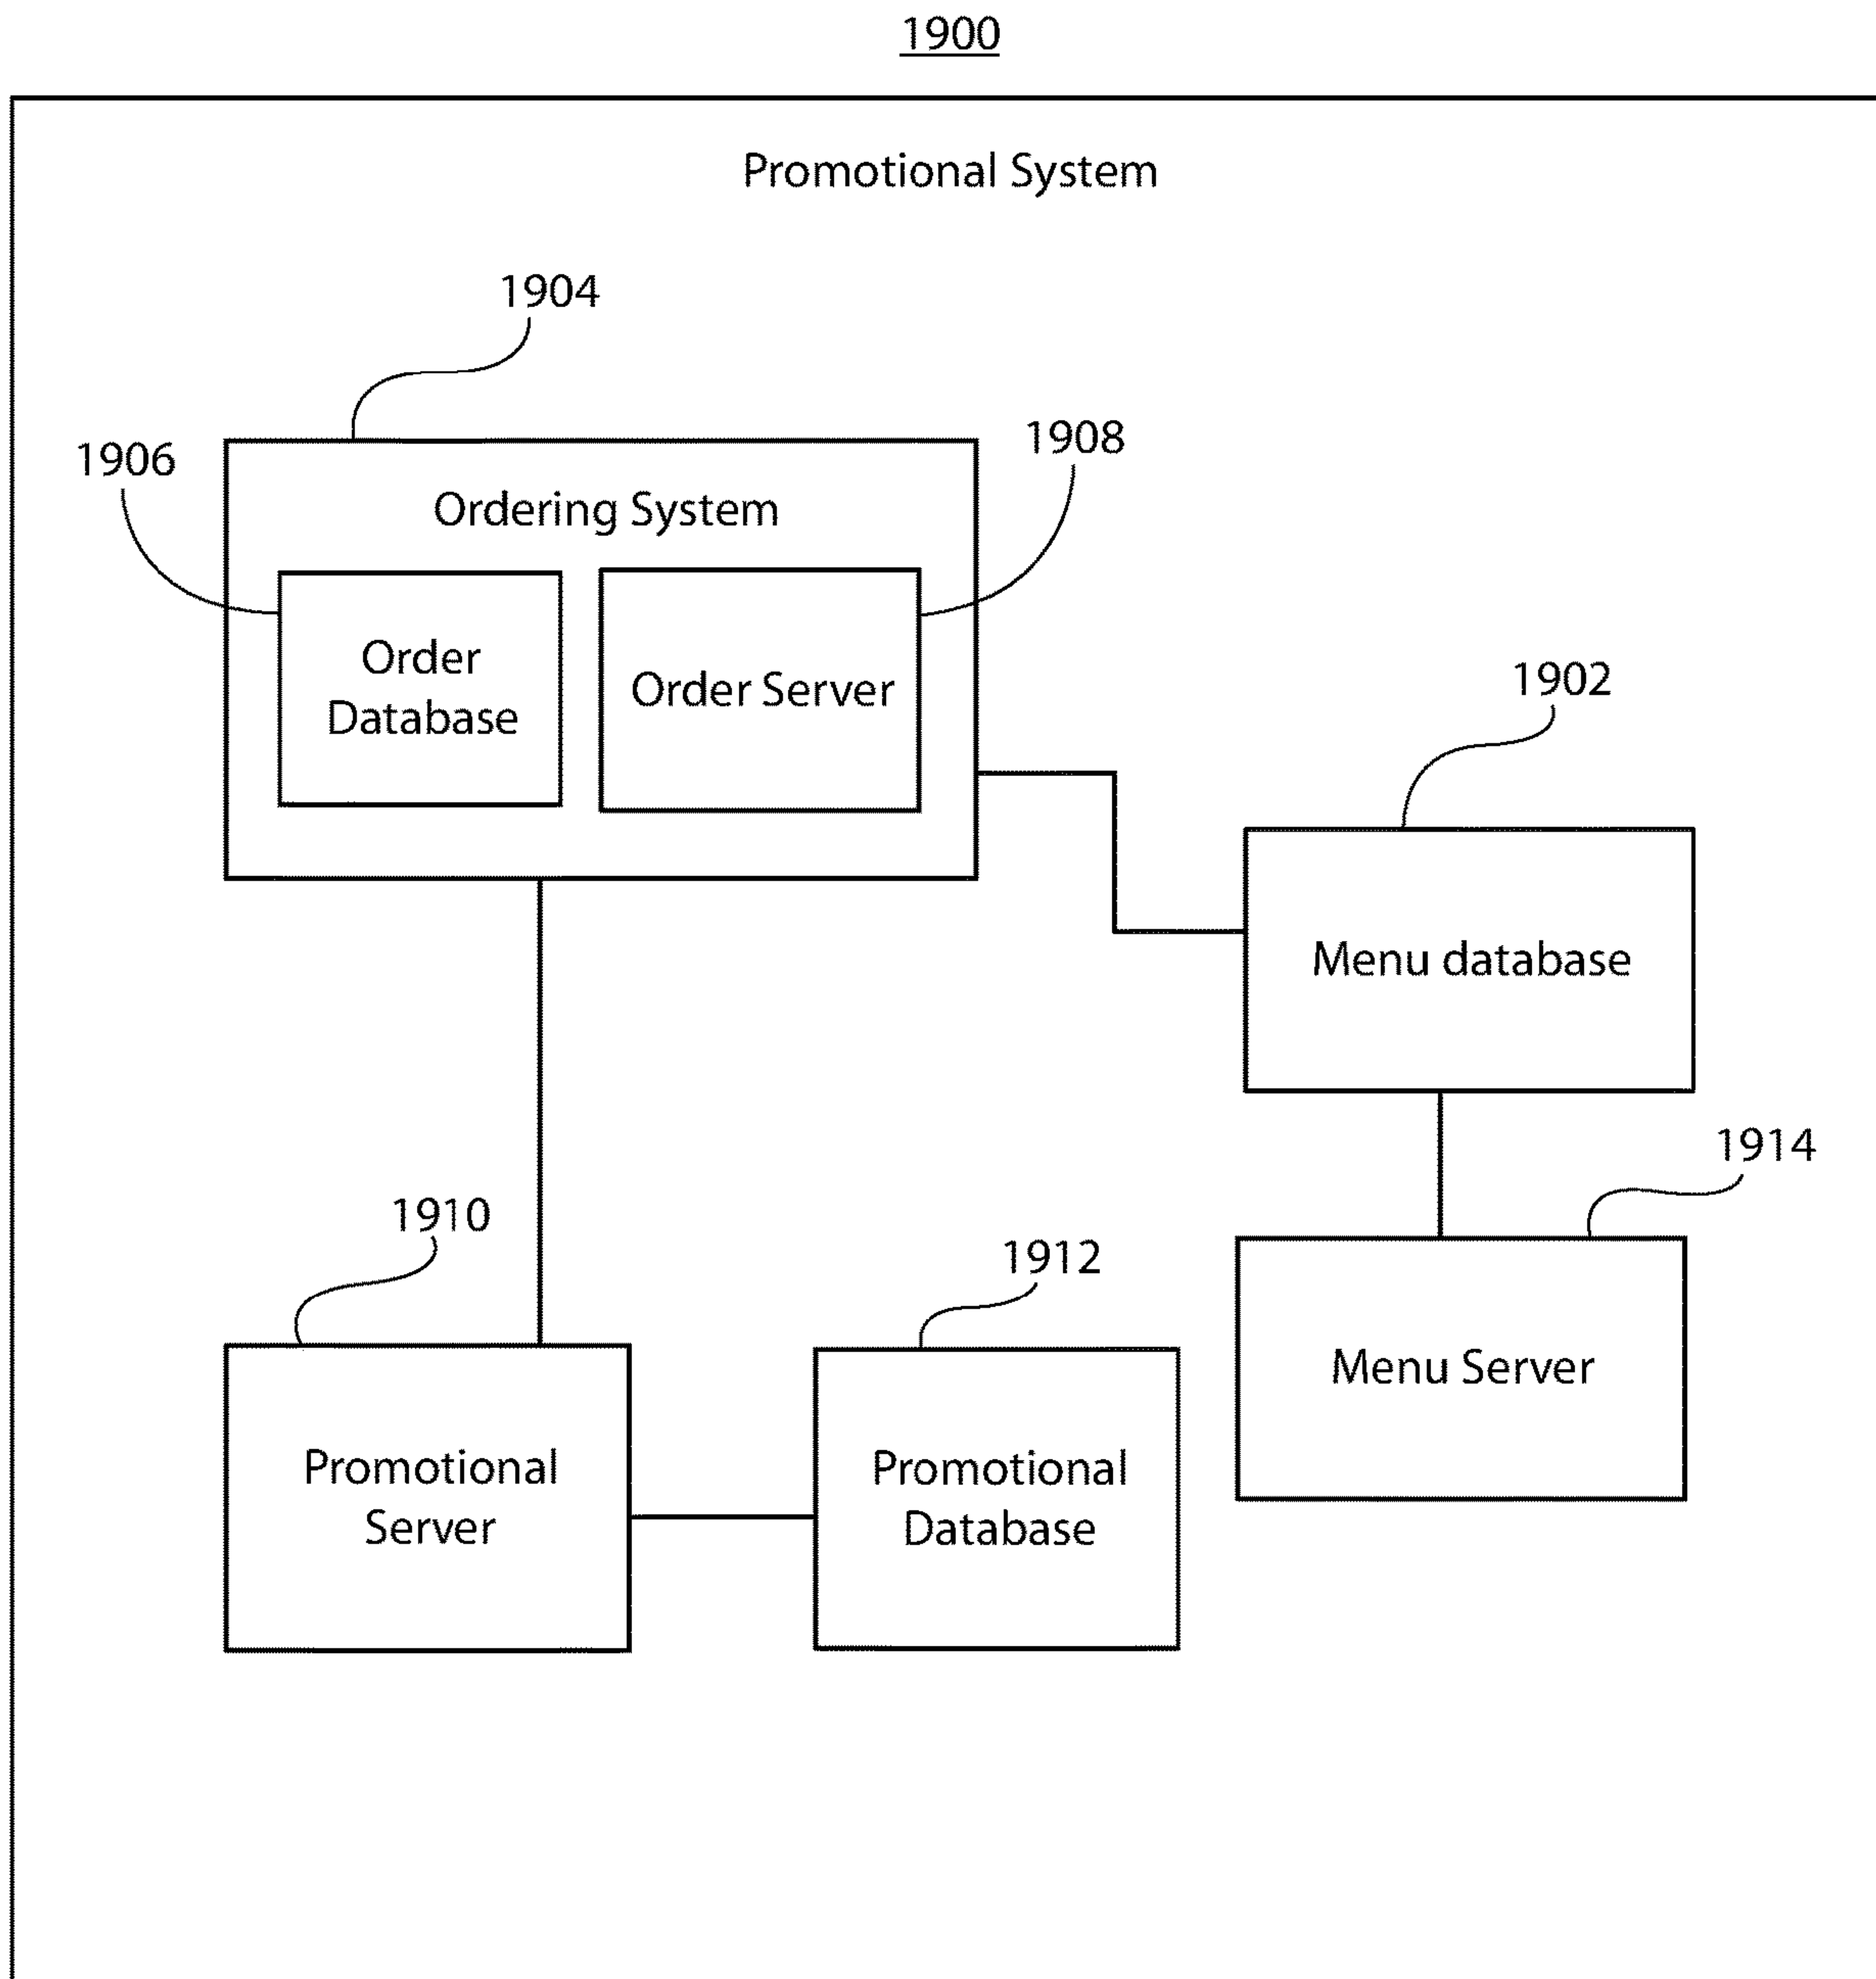 1900
Promotional System
1904
1906
1908
Ordering System
Order
Database
Order Server
1902
Menu database
1914
1910
1912
Menu Server
Promotional
Server
Promotional
Database